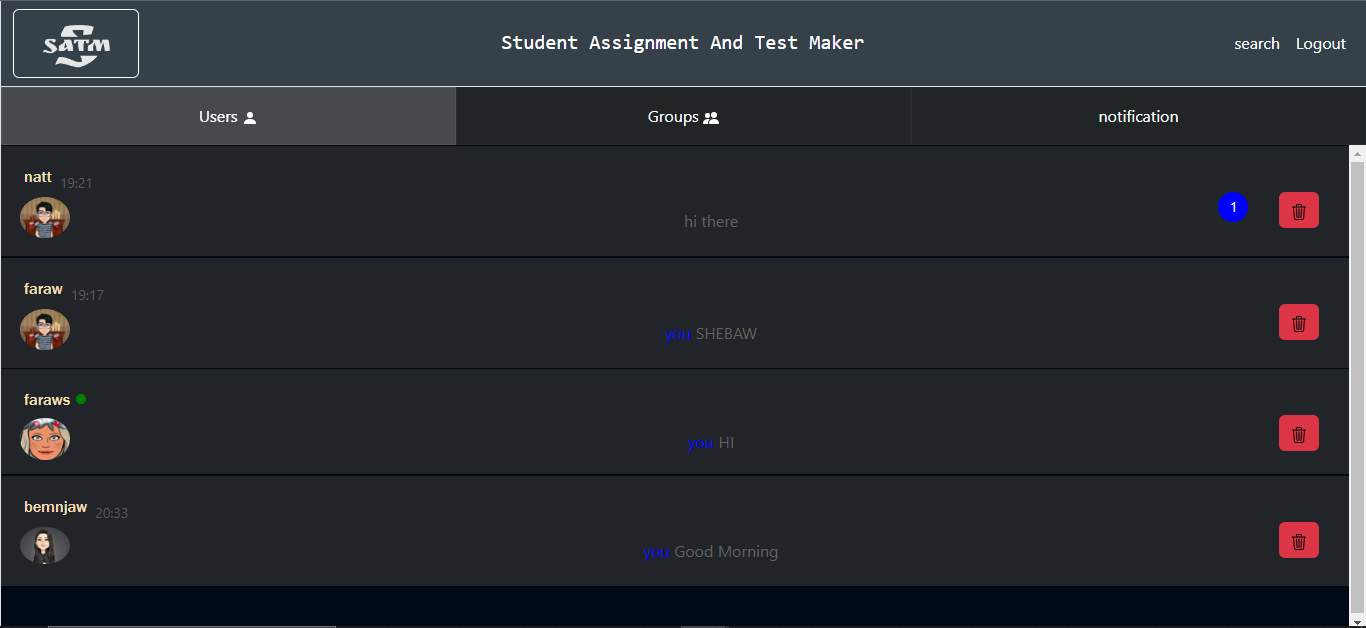 SATM
Student Assignment And Test Maker
search Logout
Users
Groups
notification
natt 19:21
hi there
1
faraw 19:17
you SHEBAW
faraws
you HI
bemnjaw 20:33
you Good Morning